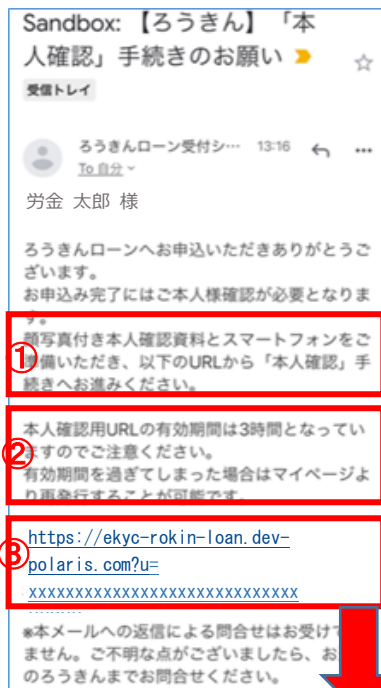 Sandbox: 【ろうきん】「本
人確認」手続きのお願い
受信トレイ
ろうきんローン受付シ… 13:16
To 自分
労金 太郎 様
ろうきんローンへお申込いただきありがとうご
ざいます。
お申込み完了にはご本人様確認が必要となりま
す。
① 顔写真付き本人確認資料とスマートフォンをご
準備いただき、以下のURLから「本人確認」手
続きへお進みください。
② 本人確認用URLの有効期間は3時間となってい
ますのでご注意ください。
有効期間を過ぎてしまった場合はマイページよ
り再発行することが可能です。
③ https://ekyc-rokin-loan.dev-
polaris.com?u=
xxxxxxxxxxxxxxxxxxxxxxxxxxxxx
※本メールへの返信による問合せはお受けで
ません。ご不明な点がございましたら、お
のろうきんまでお問合せください。